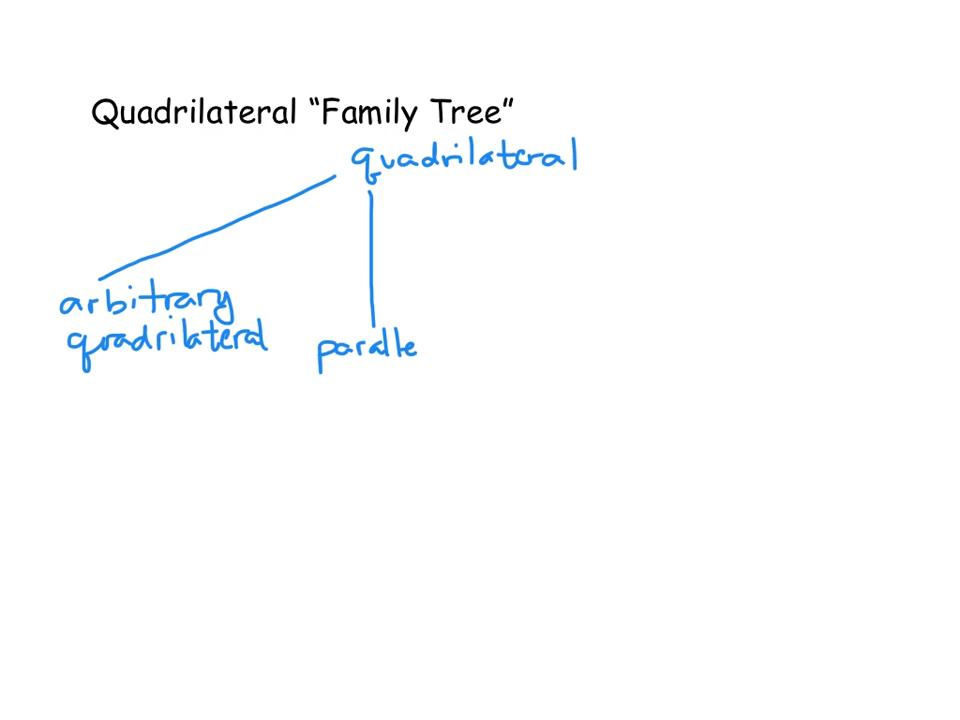 Quadrilateral “Family Tree”
quadrilateral
arbitrary
quadrilateral
paralle